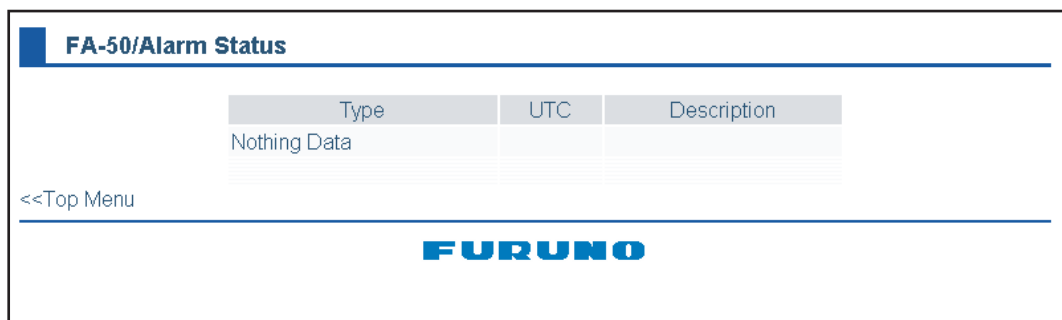 FA-50/Alarm Status
Type UTC Description
Nothing Data
<<Top Menu
FURUNO